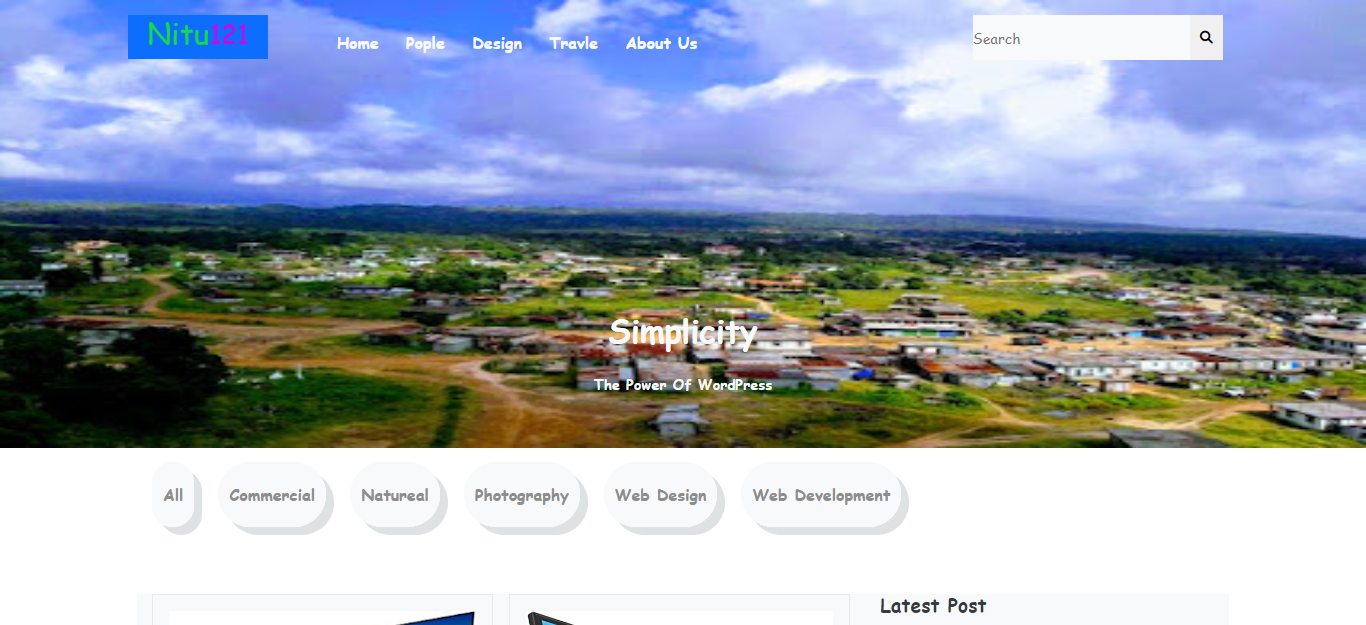 Nitu121
Home Pople Design Travle About Us
Search
Simplicity
The Power Of WordPress
All Commercial Natureal Photography Web Design Web Development
Latest Post